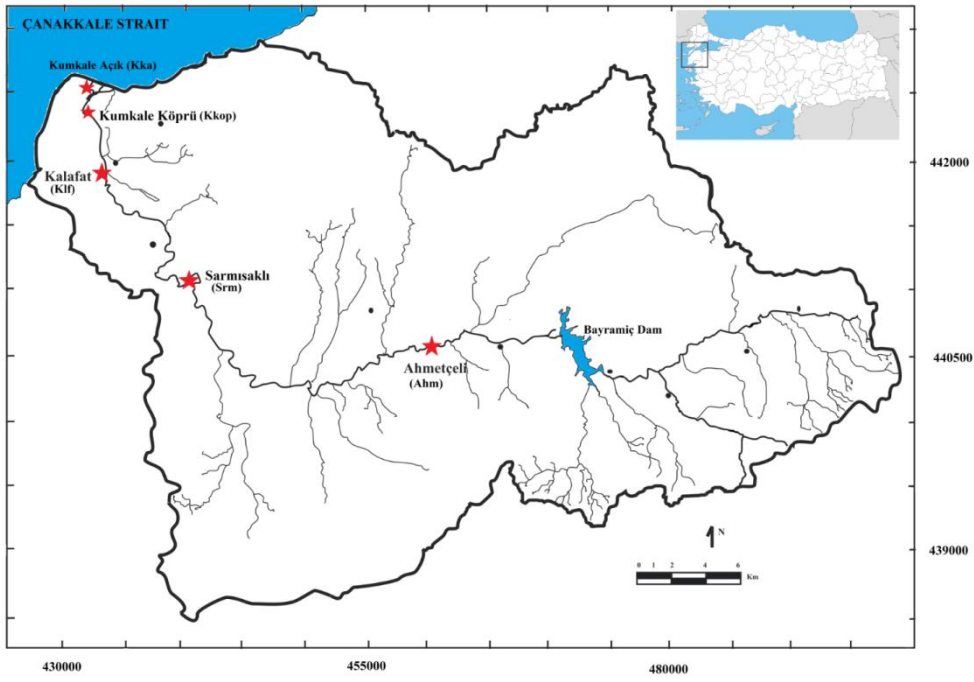 ÇANAKKALE STRAIT
Kumkale Açık (Kka)
Kumkale Köprü (Kkop)
Kalafat
(Klf)
442000
Sarmısaklı
(Srm)
Bayramiç Dam
440500
Ahmetçeli
(Ahm)
N
439000
0 1 2 4 6
Km
430000
455000
480000